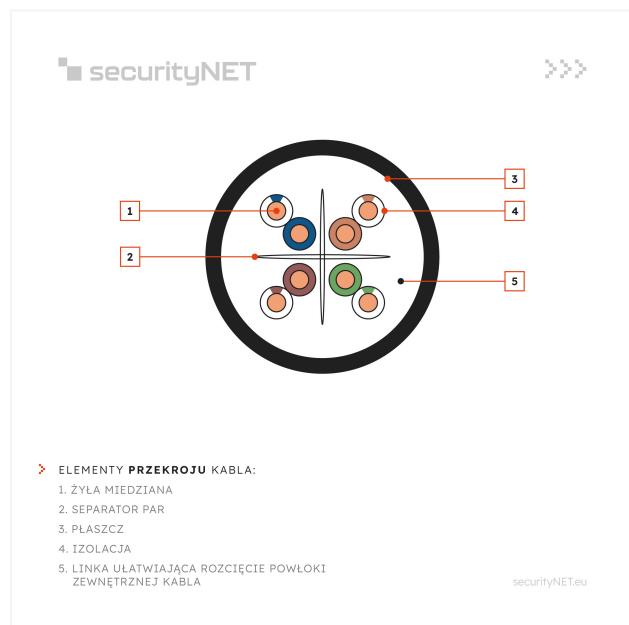 securityNET
1
2
3
4
5
ELEMENTY PRZEKROJU KABLA:
1. ŻYŁA MIEDZIANA
2. SEPARATOR PAR
3. PŁASZCZ
4. IZOLACJA
5. LINKA UŁATWIAJĄCA ROZCIĘCIE POWŁOKI
ZEWNĘTRZNEJ KABLA
securityNET.eu